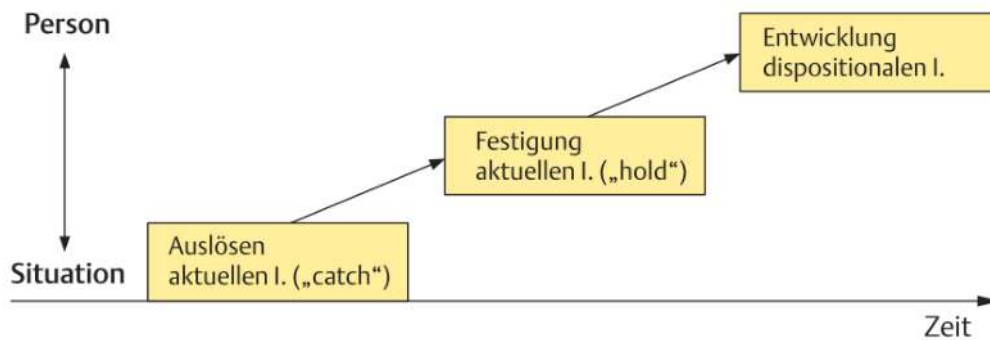 Person
Entwicklung
dispositionalen I.
Festigung
aktuellen I. („hold“)
Auslösen
aktuellen I. („catch“)
Situation
Zeit